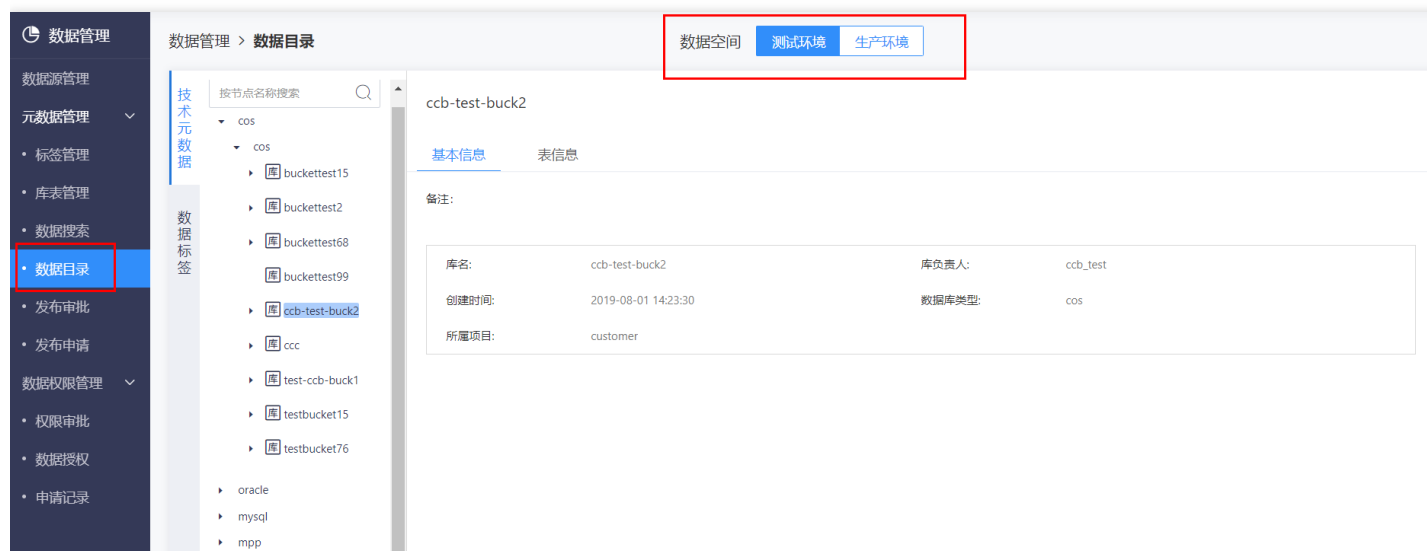 数据管理
数据源管理
元数据管理
• 标签管理
• 库表管理
• 数据搜索
• 数据目录
• 发布审批
• 发布申请
数据权限管理
• 权限审批
• 数据授权
• 申请记录
数据管理 > 数据目录
数据空间 测试环境 生产环境
技术元数据
数据标签
按节点名称搜索
cos
cos
库 buckettest15
库 buckettest2
库 buckettest68
库 buckettest99
库 ccb-test-buck2
库 ccc
库 test-ccb-buck1
库 testbucket15
库 testbucket76
oracle
mysql
mpp
ccb-test-buck2
基本信息 表信息
备注:
库名: ccb-test-buck2 库负责人: ccb_test
创建时间: 2019-08-01 14:23:30 数据库类型: cos
所属项目: customer